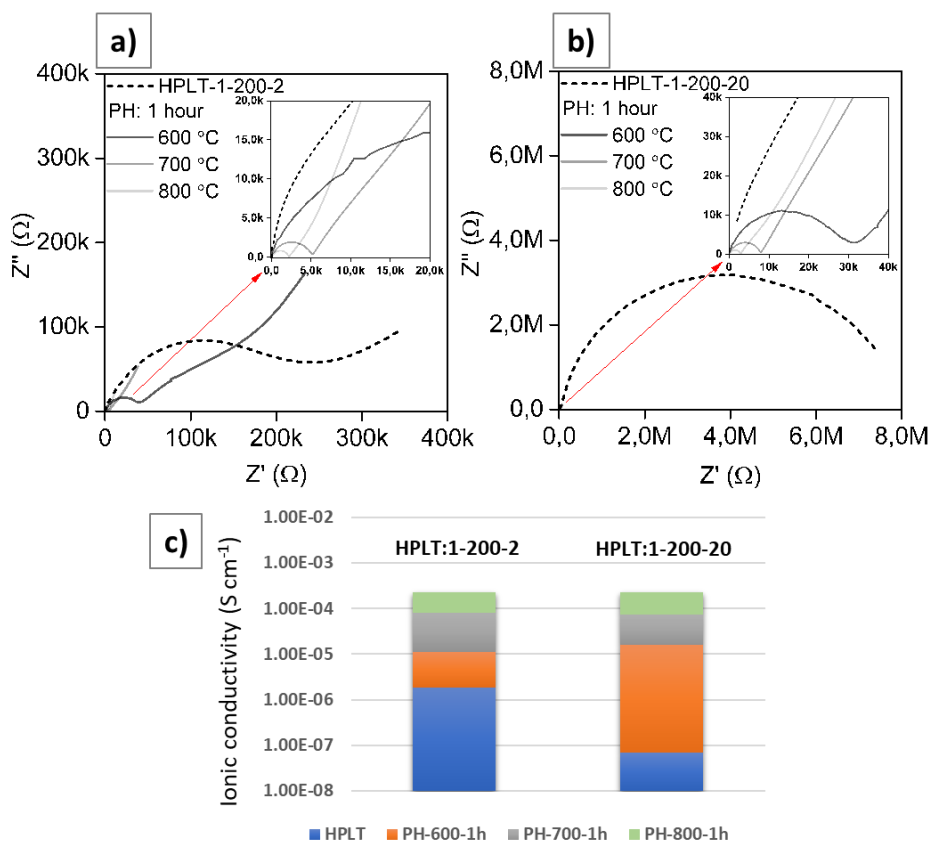 a)
400k
300k
200k
100k
0
0
100k
200k
300k
400k
Z'' (Ω)
Z' (Ω)
HPLT-1-200-2
PH: 1 hour
600 °C
700 °C
800 °C
20,0k
15,0k
10,0k
5,0k
0,0
0,0
5,0k
10,0k
15,0k
20,0k
b)
8,0M
6,0M
4,0M
2,0M
0,0
0,0
2,0M
4,0M
6,0M
8,0M
Z'' (Ω)
Z' (Ω)
HPLT-1-200-20
PH: 1 hour
600 °C
700 °C
800 °C
40k
30k
20k
10k
0
0
10k
20k
30k
40k
c)
Ionic conductivity (S cm⁻¹)
1.00E-02
1.00E-03
1.00E-04
1.00E-05
1.00E-06
1.00E-07
1.00E-08
HPLT:1-200-2
HPLT:1-200-20
HPLT
PH-600-1h
PH-700-1h
PH-800-1h